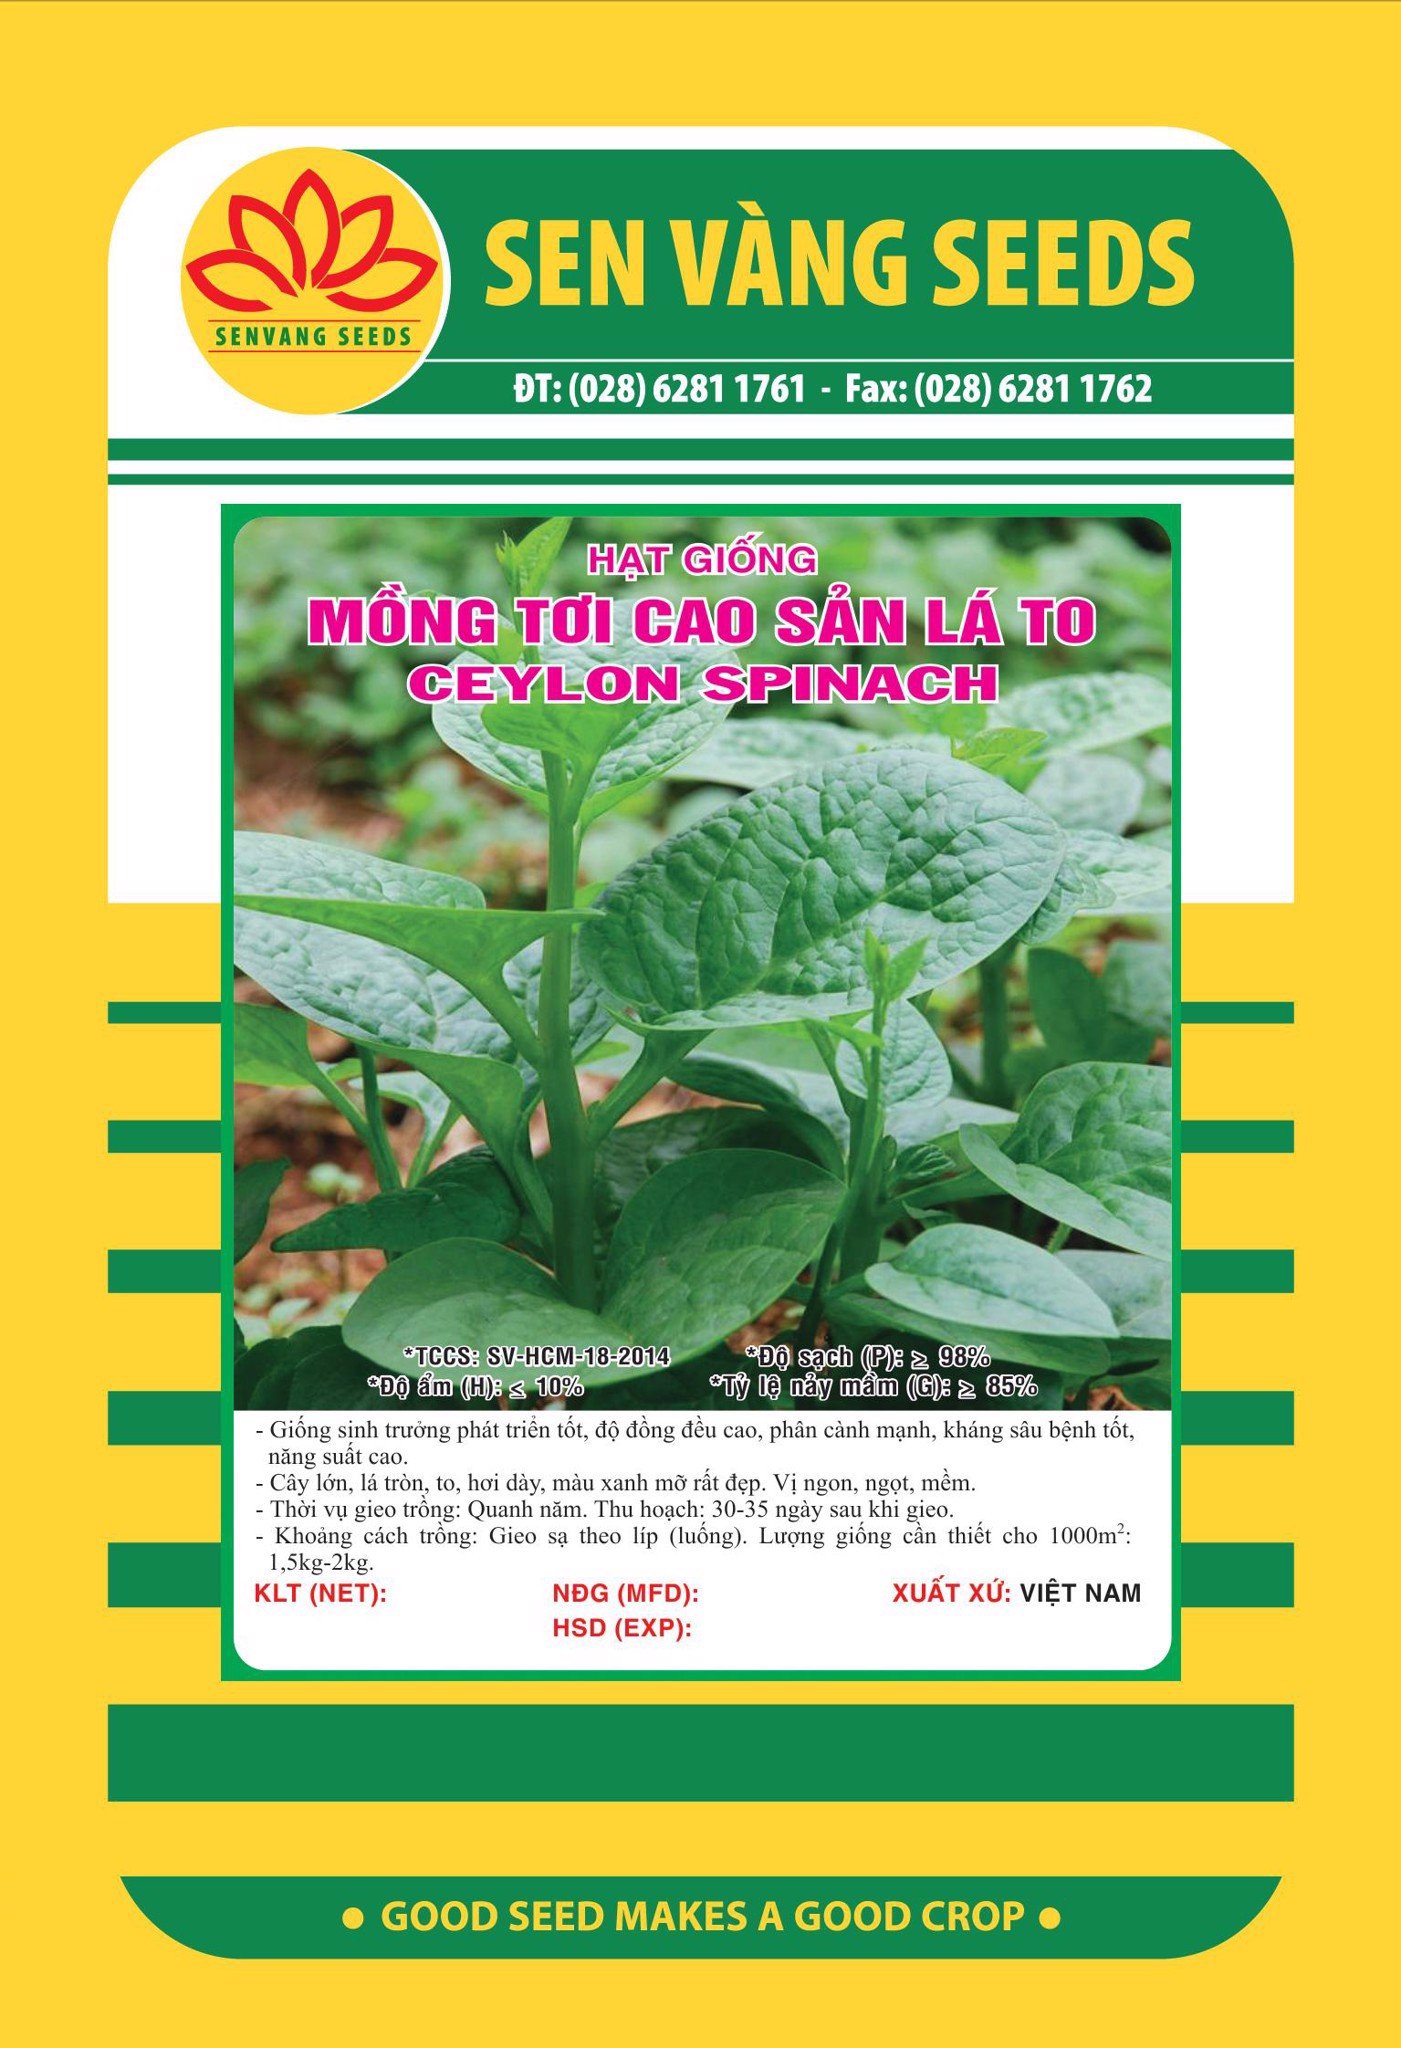 SENVANG SEEDS
SEN VÀNG SEEDS
ĐT: (028) 6281 1761 - Fax: (028) 6281 1762
HẠT GIỐNG
MỒNG TƠI CAO SẢN LÁ TO
CEYLON SPINACH
*TCCS: SV-HCM-18-2014 *Độ sạch (P): ≥ 98%
*Độ ẩm (H): ≤ 10% *Tỷ lệ nảy mầm (G): ≥ 85%
- Giống sinh trưởng phát triển tốt, độ đồng đều cao, phân cành mạnh, kháng sâu bệnh tốt,
năng suất cao.
- Cây lớn, lá tròn, to, hơi dày, màu xanh mỡ rất đẹp. Vị ngon, ngọt, mềm.
- Thời vụ gieo trồng: Quanh năm. Thu hoạch: 30-35 ngày sau khi gieo.
- Khoảng cách trồng: Gieo sạ theo líp (luống). Lượng giống cần thiết cho 1000m²:
1,5kg-2kg.
KLT (NET): NĐG (MFD): XUẤT XỨ: VIỆT NAM
HSD (EXP):
• GOOD SEED MAKES A GOOD CROP •